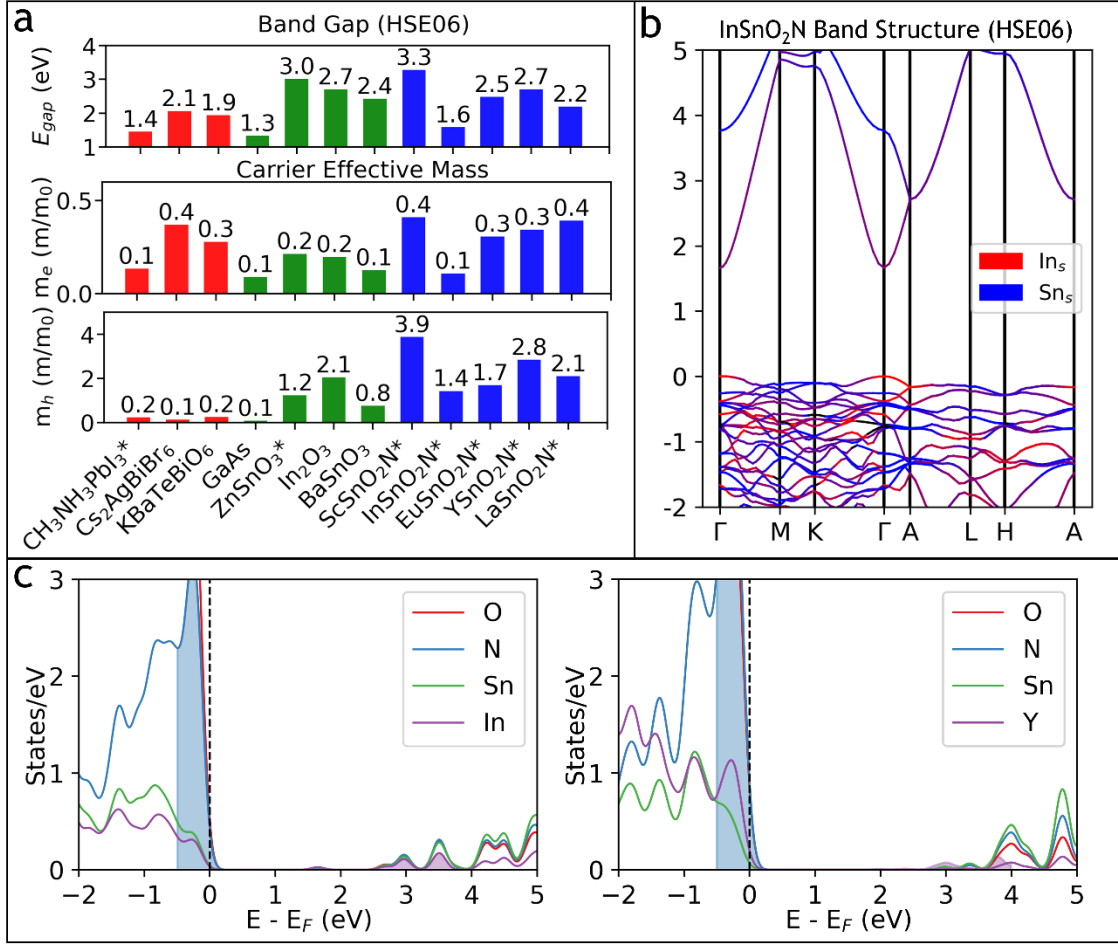 a
Band Gap (HSE06)
E_gap (eV)
4
3
2
1
1.4
2.1
1.9
1.3
3.0
2.7
2.4
3.3
1.6
2.5
2.7
2.2
Carrier Effective Mass
m_e (m/m₀)
0.5
0.0
0.1
0.4
0.3
0.1
0.2
0.2
0.1
0.4
0.1
0.3
0.3
0.4
m_h (m/m₀)
4
2
0
0.2
0.1
0.2
0.1
1.2
2.1
0.8
3.9
1.4
1.7
2.8
2.1
CH₃NH₃PbI₃*
Cs₂AgBiBr₆
KBaTeBiO₆
GaAs
ZnSnO₃*
In₂O₃
BaSnO₃
ScSnO₂N*
InSnO₂N*
EuSnO₂N*
YSnO₂N*
LaSnO₂N*
b
InSnO₂N Band Structure (HSE06)
5
4
3
2
1
0
-1
-2
In_s
Sn_s
Γ M K Γ A L H A
c
States/eV
3
2
1
0
O
N
Sn
In
−2 −1 0 1 2 3 4 5
E - E_F (eV)
States/eV
3
2
1
0
O
N
Sn
Y
−2 −1 0 1 2 3 4 5
E - E_F (eV)